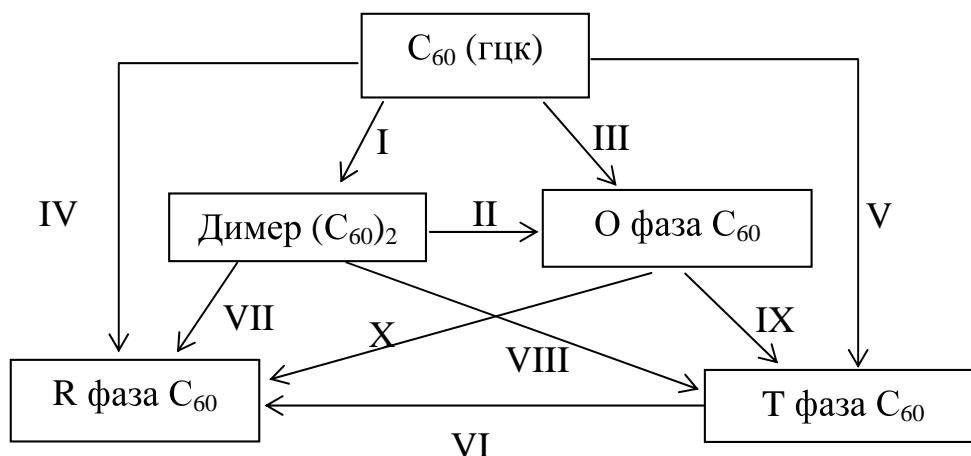 C₆₀ (гцк)
I
III
IV
Димер (C₆₀)₂
II
О фаза C₆₀
V
VII
X
VIII
IX
R фаза C₆₀
Т фаза C₆₀
VI